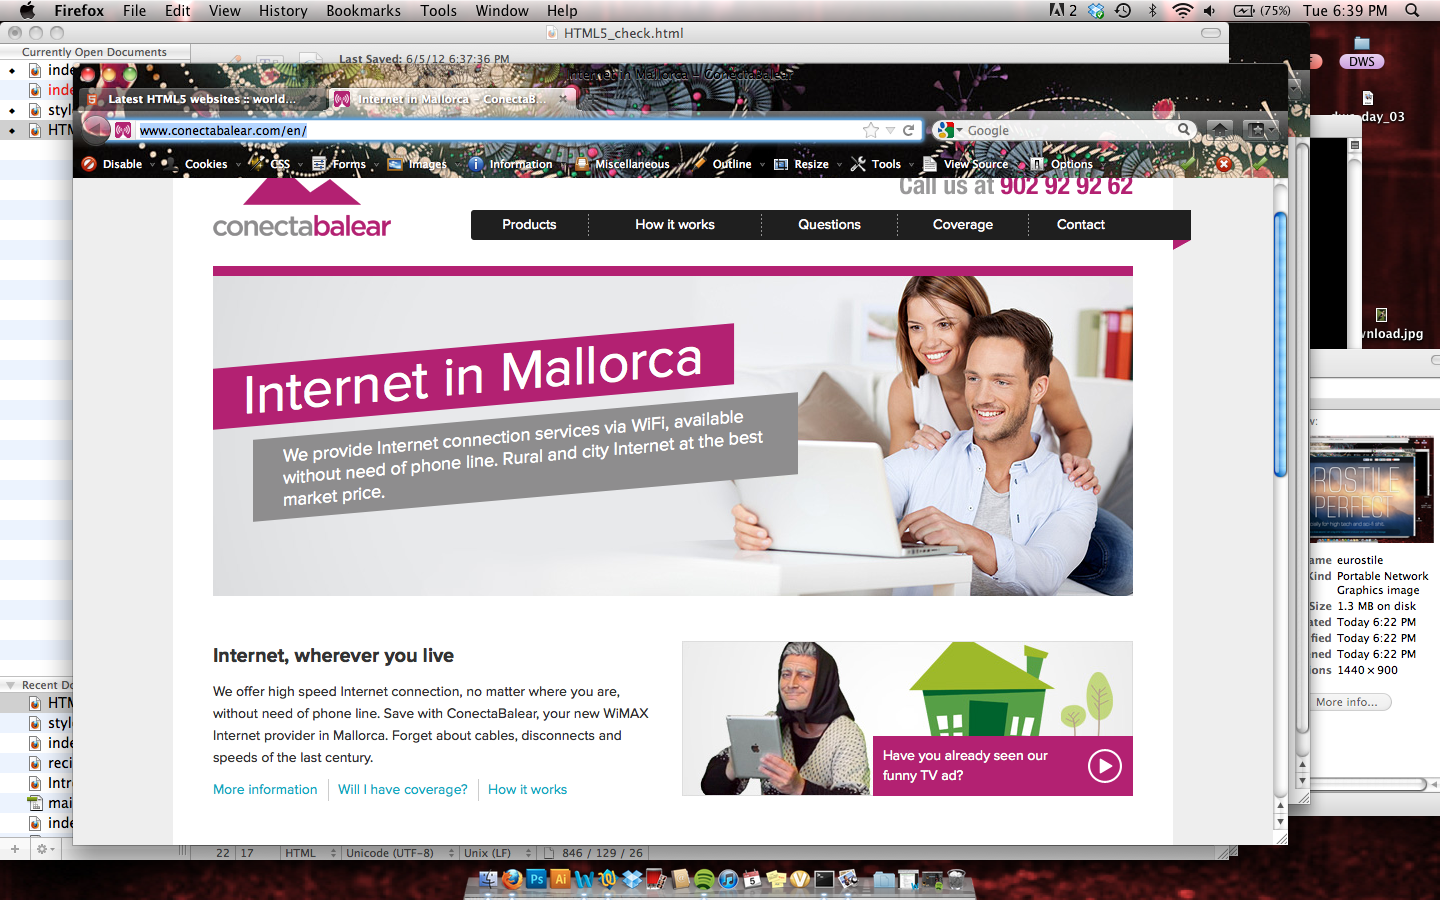 Firefox File Edit View History Bookmarks Tools Window Help
2 (75%) Tue 6:39 PM
HTML5_check.html
Currently Open Documents
Last Saved: 6/5/12 6:37:36 PM
DWS
Internet in Mallorca - ConectaBalear
Latest HTML5 websites :: world...
Internet in Mallorca - ConectaB...
www.conectabalear.com/en/
Google
Disable Cookies CSS Forms Images Information Miscellaneous Outline Resize Tools View Source Options
inde
inde
styl
HTM
day_03
Call us at 902 92 92 62
conectabalear
Products How it works Questions Coverage Contact
wnload.jpg
Internet in Mallorca
We provide Internet connection services via WiFi, available
without need of phone line. Rural and city Internet at the best
market price.
v:
ROSTILE
PERFECT
ame eurostile
Kind Portable Network
Graphics image
Size 1.3 MB on disk
ated Today 6:22 PM
fied Today 6:22 PM
ned Today 6:22 PM
ons 1440 × 900
More info...
Internet, wherever you live
We offer high speed Internet connection, no matter where you are,
without need of phone line. Save with ConectaBalear, your new WiMAX
Internet provider in Mallorca. Forget about cables, disconnects and
speeds of the last century.
More information Will I have coverage? How it works
Have you already seen our
funny TV ad?
Recent Do
HTM
style
inde
reci
Intr
mai
inde
22 17 HTML Unicode (UTF-8) Unix (LF) 846 / 129 / 26
Ps Ai